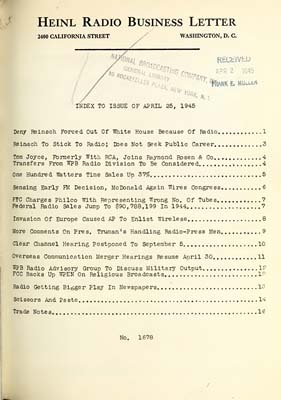 HEINL RADIO BUSINESS LETTER
2400 CALIFORNIA STREET WASHINGTON, D. C.
NATIONAL BROADCASTING COMPANY,
GENERAL LIBRARY
30 ROCKEFELLER PLAZA, NEW YORK, N. Y.
RECEIVED
APR 2 1945
FRANK E. MULLEN
INDEX TO ISSUE OF APRIL 25, 1945
Deny Reinsch Forced Out Of White House Because Of Radio...........1
Reinsch To Stick To Radio; Does Not Seek Public Career............3
Tom Joyce, Formerly With RCA, Joins Raymond Rosen & Co............4
Transfers From WPB Radio Division To Be Considered................4
One Hundred Watters Time Sales Up 37%.............................5
Sensing Early FM Decision, McDonald Again Wires Congress..........6
FTC Charges Philco With Representing Wrong No. Of Tubes...........7
Federal Radio Sales Jump To $90,788,199 In 1944...................7
Invasion Of Europe Caused AP To Enlist Wireless...................8
More Comments On Pres. Truman's Handling Radio-Press Men..........9
Clear Channel Hearing Postponed To September 5...................10
Overseas Communication Merger Hearings Resume April 30...........11
WPB Radio Advisory Group To Discuss Military Output..............12
FCC Backs Up WPEN On Religious Broadcasts........................12
Radio Getting Bigger Play In Newspapers..........................13
Scissors And Paste...............................................14
Trade Notes......................................................16
No. 1678